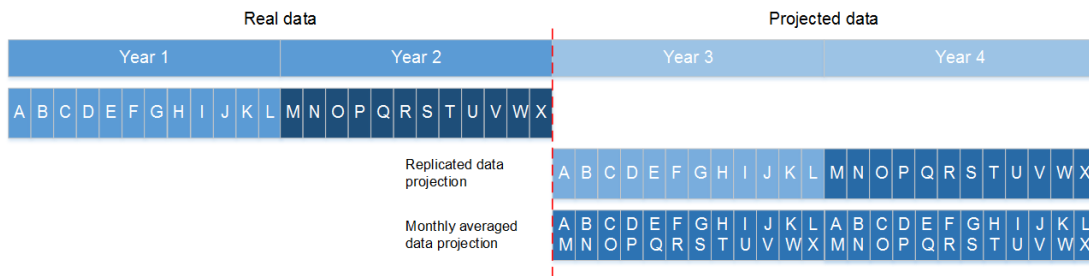 Real data Projected data
Year 1 Year 2 Year 3 Year 4
A B C D E F G H I J K L M N O P Q R S T U V W X
Replicated data
projection
A B C D E F G H I J K L M N O P Q R S T U V W X
Monthly averaged
data projection
A B C D E F G H I J K L A B C D E F G H I J K L
M N O P Q R S T U V W X M N O P Q R S T U V W X